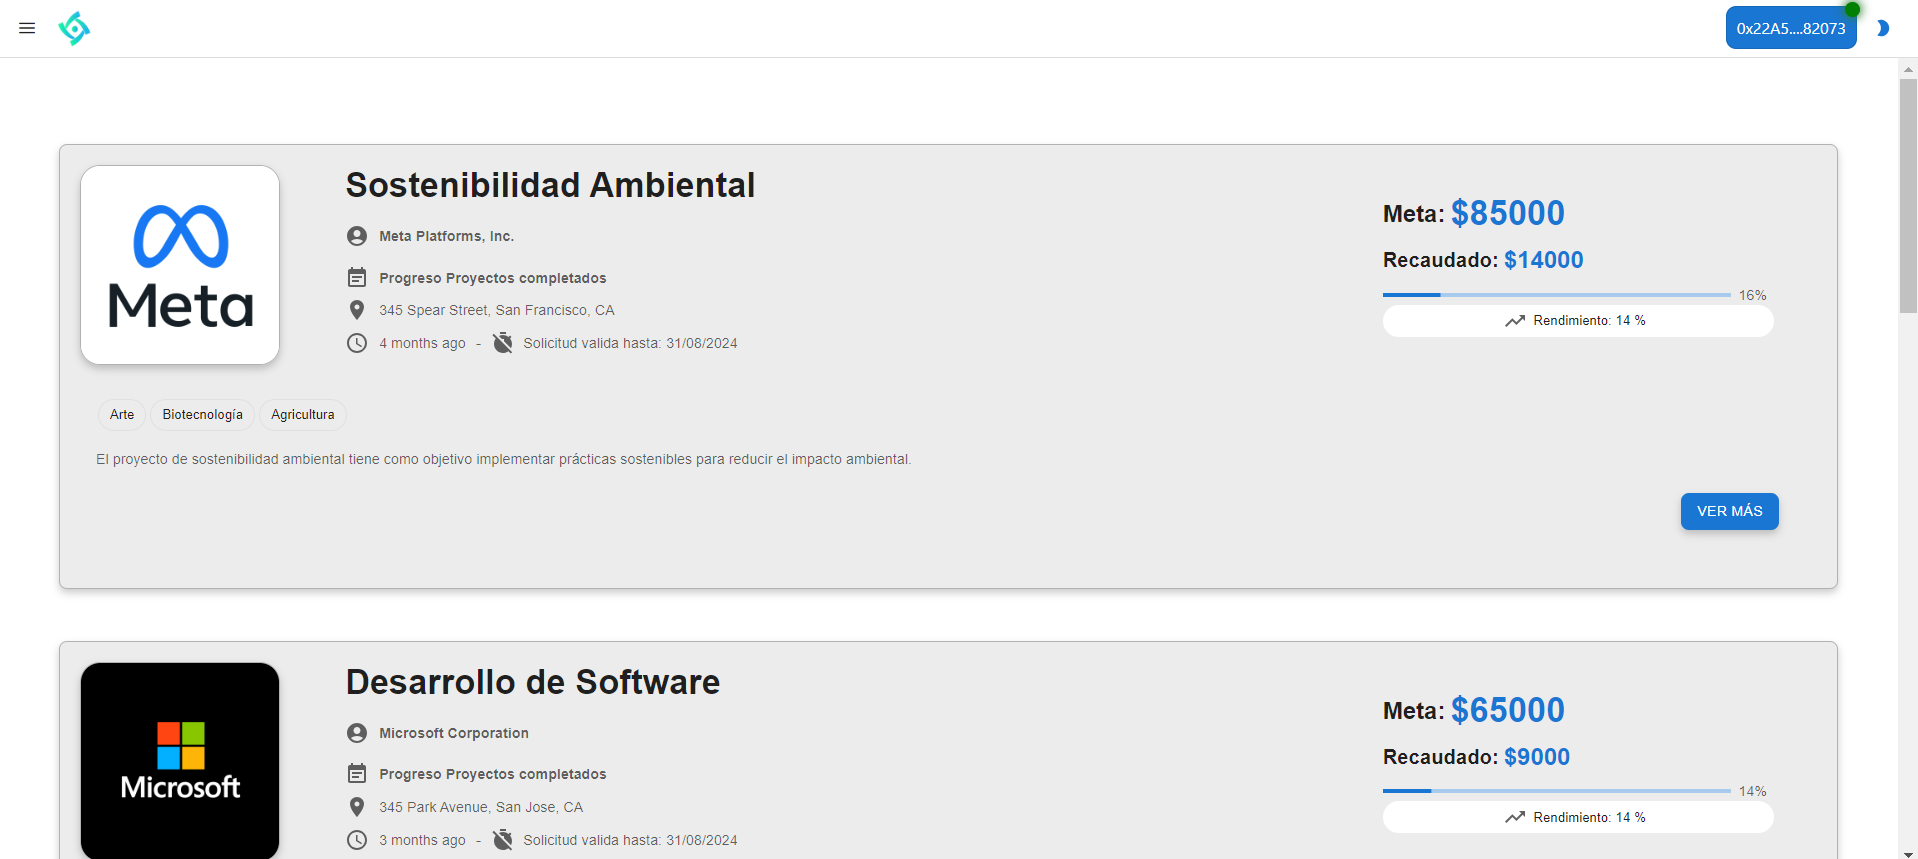 0x22A5....82073
Meta
Sostenibilidad Ambiental
Meta Platforms, Inc.
Progreso Proyectos completados
345 Spear Street, San Francisco, CA
4 months ago - Solicitud valida hasta: 31/08/2024
Meta: $85000
Recaudado: $14000
16%
Rendimiento: 14 %
Arte Biotecnología Agricultura
El proyecto de sostenibilidad ambiental tiene como objetivo implementar prácticas sostenibles para reducir el impacto ambiental.
VER MÁS
Microsoft
Desarrollo de Software
Microsoft Corporation
Progreso Proyectos completados
345 Park Avenue, San Jose, CA
3 months ago - Solicitud valida hasta: 31/08/2024
Meta: $65000
Recaudado: $9000
14%
Rendimiento: 14 %